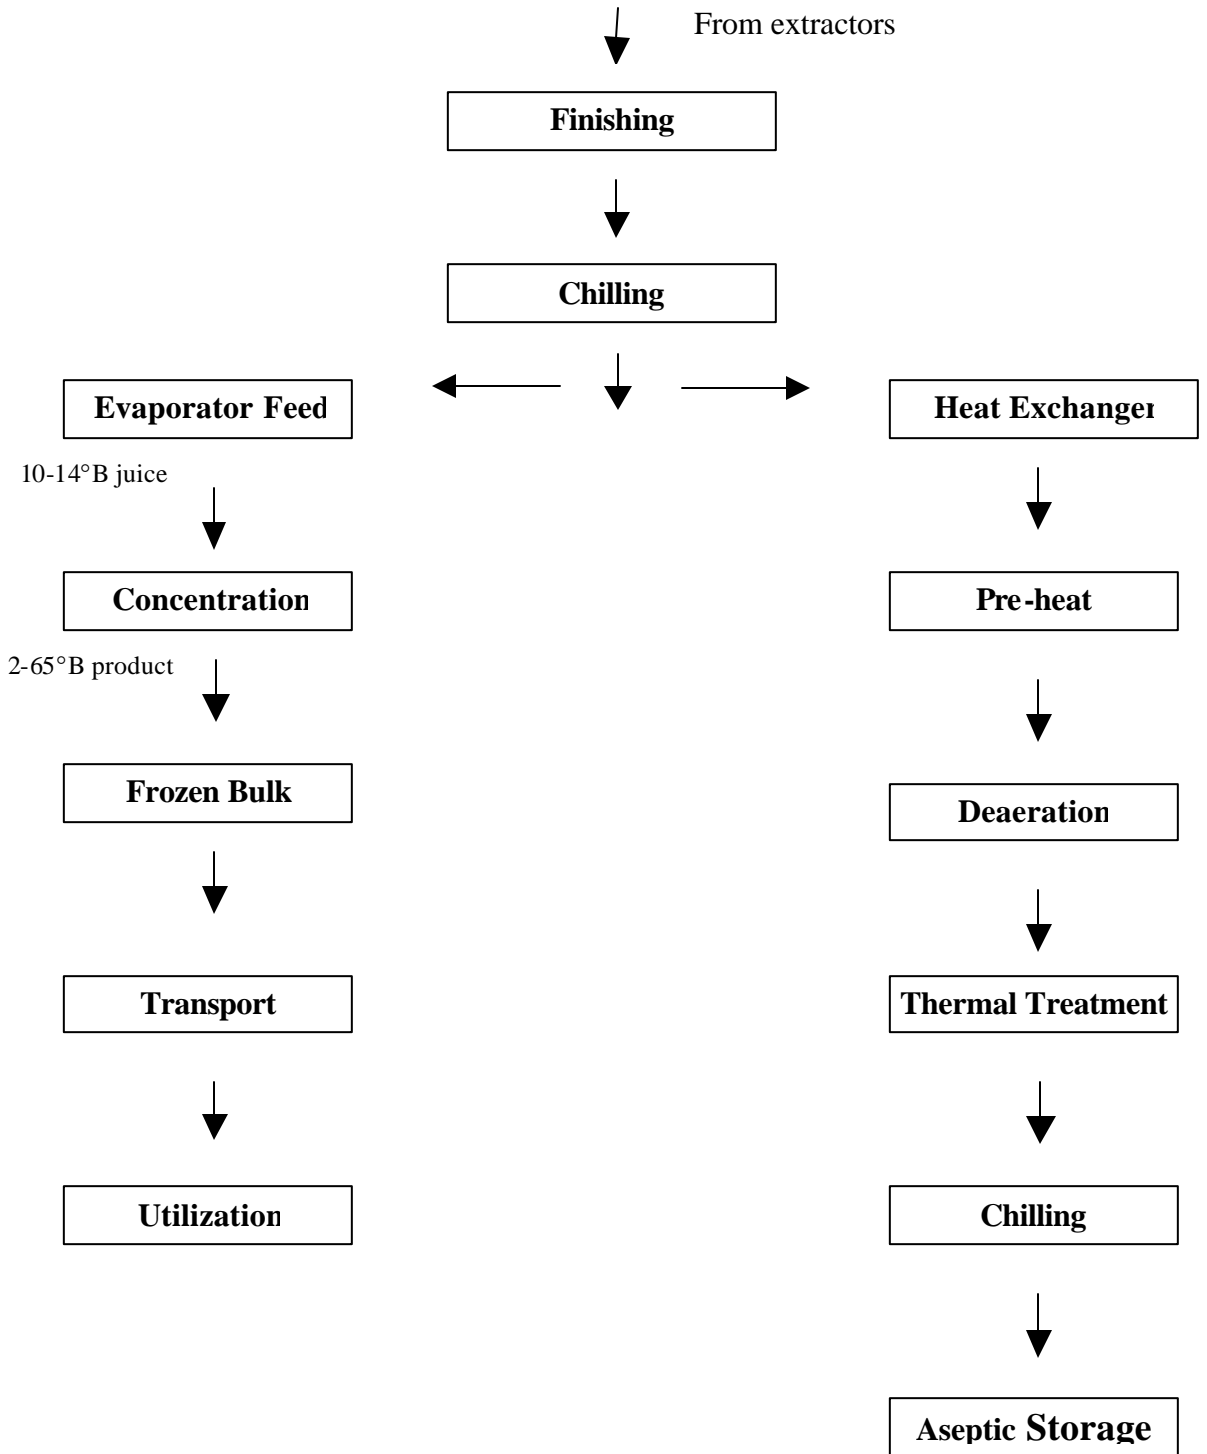 From extractors
Finishing
Chilling
Evaporator Feed
Heat Exchanger
10-14°B juice
Concentration
Pre-heat
2-65°B product
Frozen Bulk
Deaeration
Transport
Thermal Treatment
Utilization
Chilling
Aseptic Storage